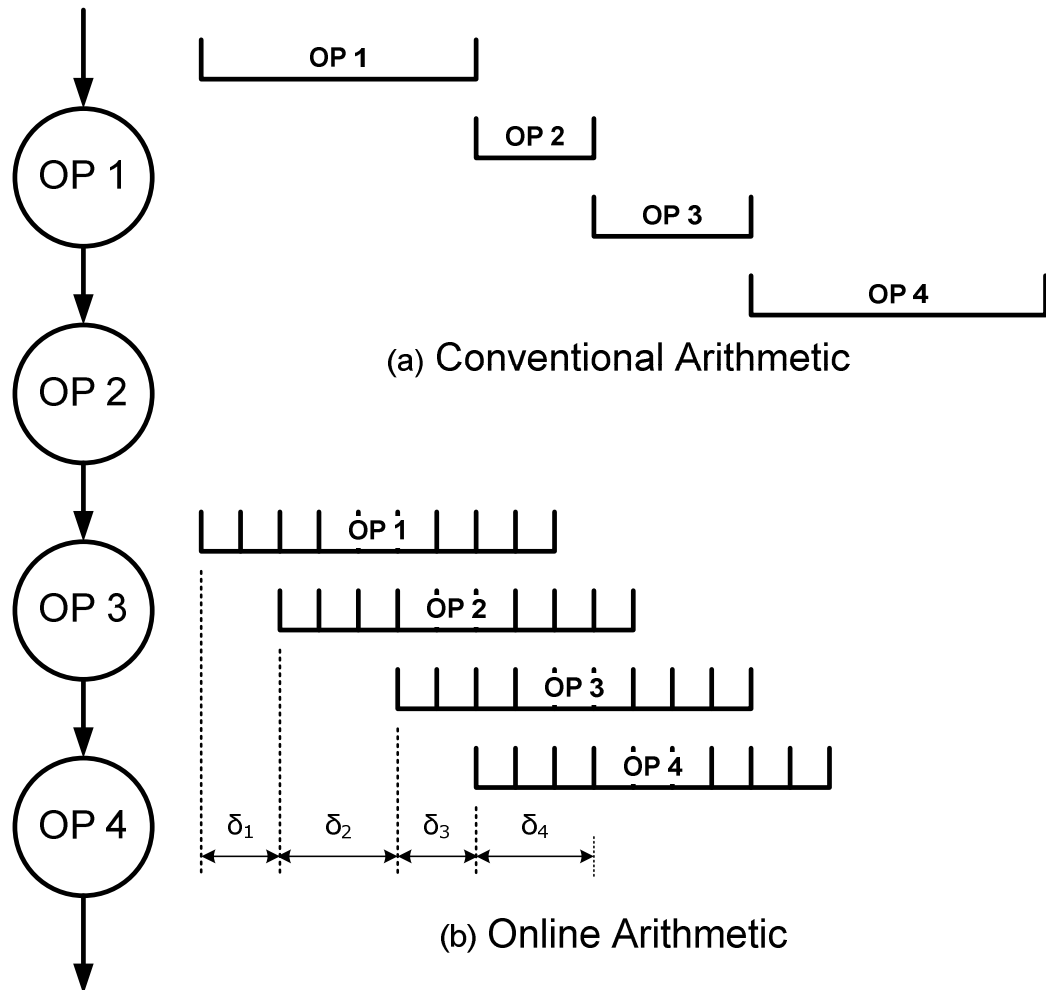 OP 1
OP 2
OP 3
OP 4
OP 1
OP 2
OP 3
OP 4
(a) Conventional Arithmetic
OP 1
OP 2
OP 3
OP 4
δ1 δ2 δ3 δ4
(b) Online Arithmetic